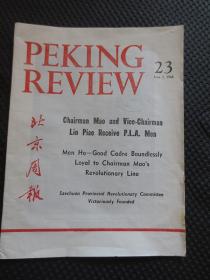 PEKING
REVIEW
23
June 7, 1968
Chairman Mao and Vice-Chairman
Lin Piao Receive P.L.A. Men
Men Ho—Good Cadre Boundlessly
Loyal to Chairman Mao's
Revolutionary Line
Szechuan Provincial Revolutionary Committee
Victoriously Founded
北京周報